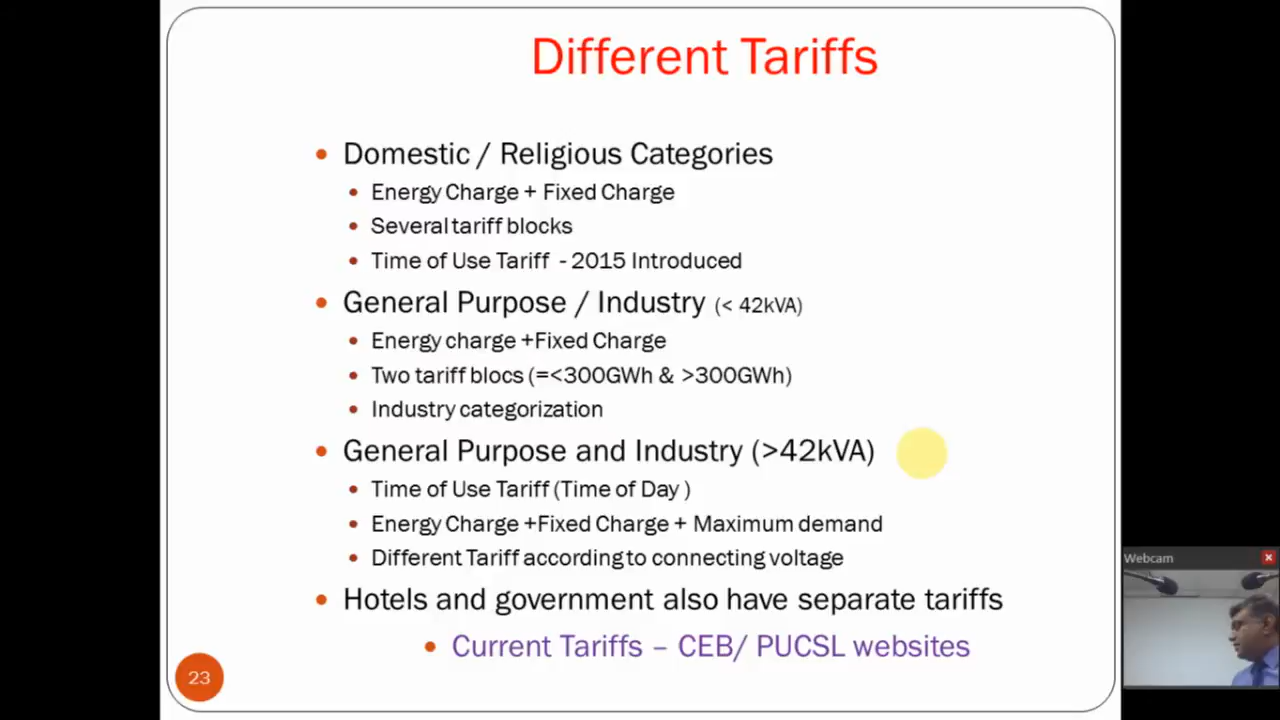 Different Tariffs
Domestic / Religious Categories
Energy Charge + Fixed Charge
Several tariff blocks
Time of Use Tariff - 2015 Introduced
General Purpose / Industry (< 42kVA)
Energy charge +Fixed Charge
Two tariff blocs (=<300GWh & >300GWh)
Industry categorization
General Purpose and Industry (>42kVA)
Time of Use Tariff (Time of Day )
Energy Charge +Fixed Charge + Maximum demand
Different Tariff according to connecting voltage
Hotels and government also have separate tariffs
Current Tariffs – CEB/ PUCSL websites
23
Webcam